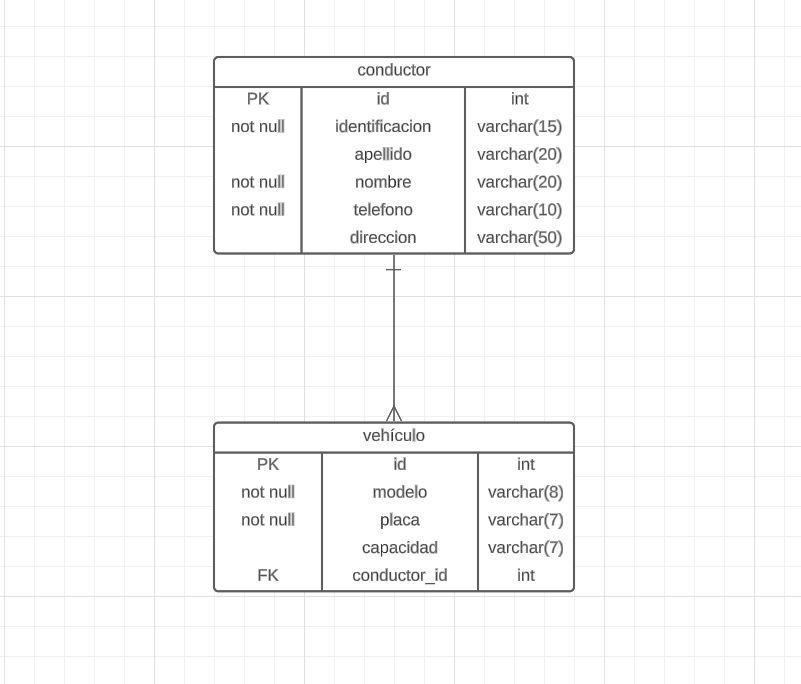 conductor
PK id int
not null identificacion varchar(15)
apellido varchar(20)
not null nombre varchar(20)
not null telefono varchar(10)
direccion varchar(50)
vehículo
PK id int
not null modelo varchar(8)
not null placa varchar(7)
capacidad varchar(7)
FK conductor_id int